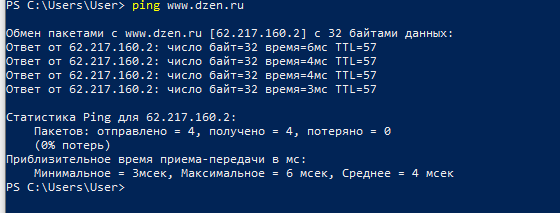 PS C:\Users\User> ping www.dzen.ru
Обмен пакетами с www.dzen.ru [62.217.160.2] с 32 байтами данных:
Ответ от 62.217.160.2: число байт=32 время=6мс TTL=57
Ответ от 62.217.160.2: число байт=32 время=4мс TTL=57
Ответ от 62.217.160.2: число байт=32 время=4мс TTL=57
Ответ от 62.217.160.2: число байт=32 время=3мс TTL=57
Статистика Ping для 62.217.160.2:
Пакетов: отправлено = 4, получено = 4, потеряно = 0
(0% потерь)
Приблизительное время приема-передачи в мс:
Минимальное = 3мсек, Максимальное = 6 мсек, Среднее = 4 мсек
PS C:\Users\User>